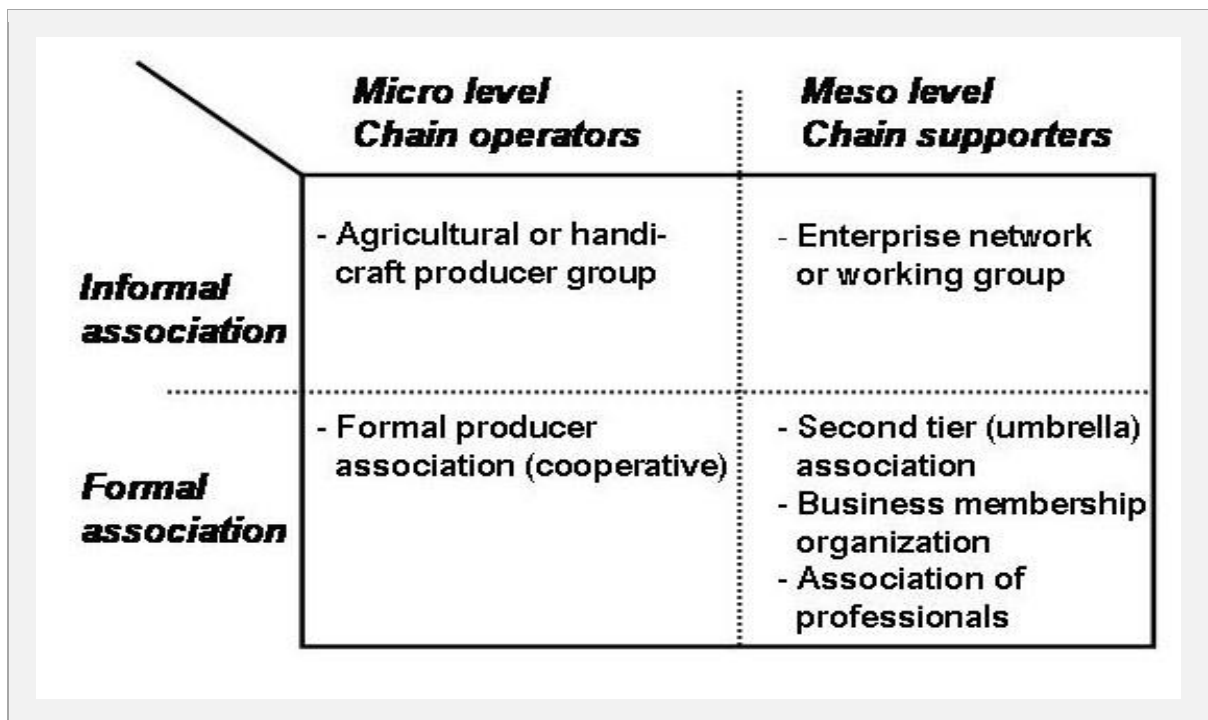 Micro level
Chain operators
Meso level
Chain supporters
Informal
association
- Agricultural or handi-
craft producer group
- Enterprise network
or working group
Formal
association
- Formal producer
association (cooperative)
- Second tier (umbrella)
association
- Business membership
organization
- Association of
professionals